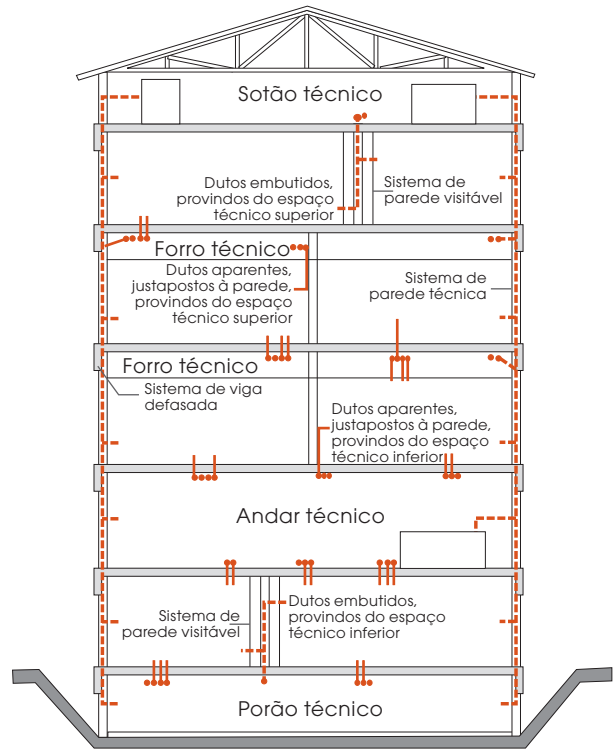 Sotão técnico
Dutos embutidos,
provindos do espaço
técnico superior
Sistema de
parede visitável
Forro técnico
Dutos aparentes,
justapostos à parede,
provindos do espaço
técnico superior
Sistema de
parede técnica
Forro técnico
Sistema de viga
defasada
Dutos aparentes,
justapostos à parede,
provindos do espaço
técnico inferior
Andar técnico
Sistema de
parede visitável
Dutos embutidos,
provindos do espaço
técnico inferior
Porão técnico